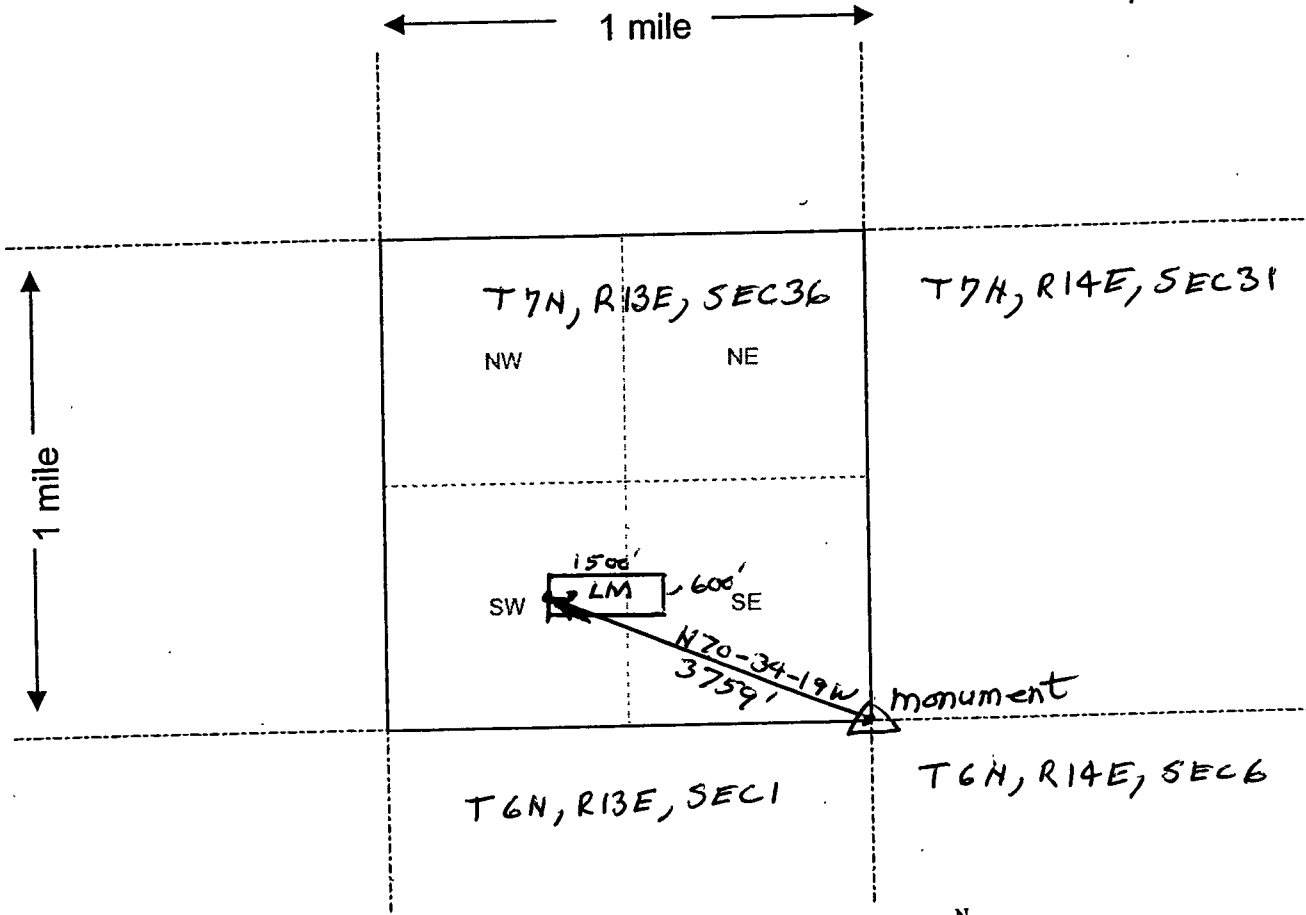 1 mile
T7N, R13E, SEC36
T7N, R14E, SEC31
NW
NE
1 mile
1500'
LM
600'
SW
SE
N70-34-19W
3759'
monument
T6N, R13E, SEC1
T6N, R14E, SEC6
N